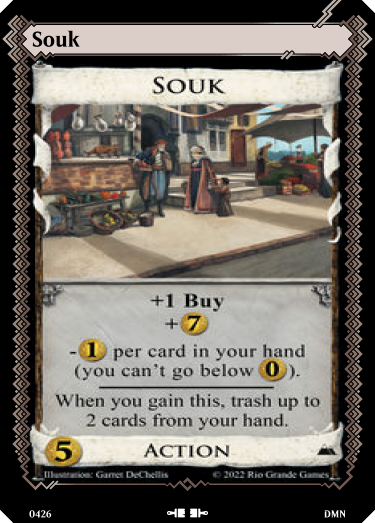 Souk
SOUK
+1 Buy
+7
-1 per card in your hand
(you can't go below 0).
When you gain this, trash up to
2 cards from your hand.
5 ACTION
Illustration: Garret DeChellis © 2022 Rio Grande Games
0426 DMN